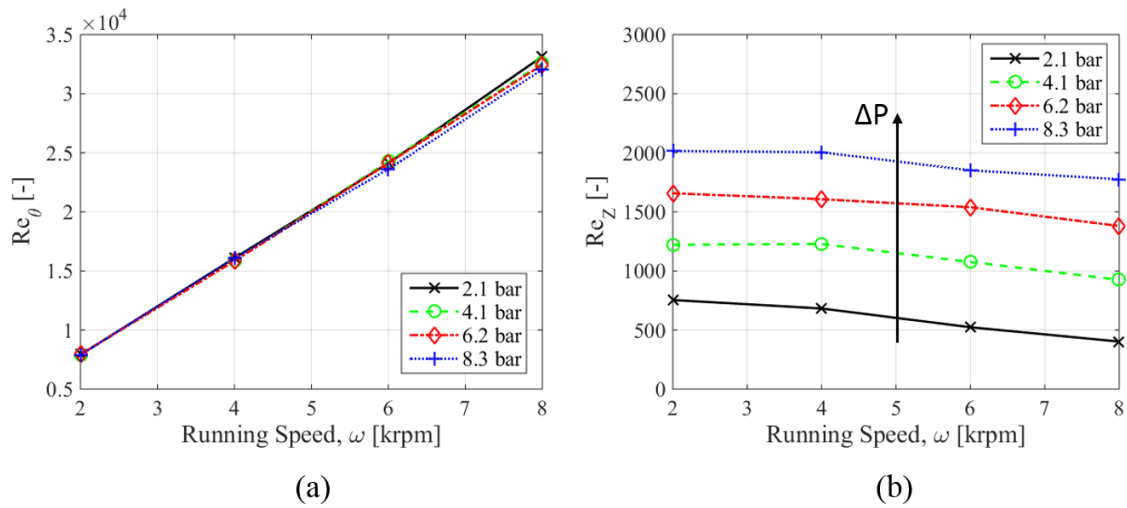 ×10⁴
3.5
3
2.5
2
1.5
1
0.5
Re_θ [-]
2 3 4 5 6 7 8
Running Speed, ω [krpm]
2.1 bar
4.1 bar
6.2 bar
8.3 bar
(a)
3000
2500
2000
1500
1000
500
0
Re_Z [-]
2 3 4 5 6 7 8
Running Speed, ω [krpm]
ΔP
2.1 bar
4.1 bar
6.2 bar
8.3 bar
(b)